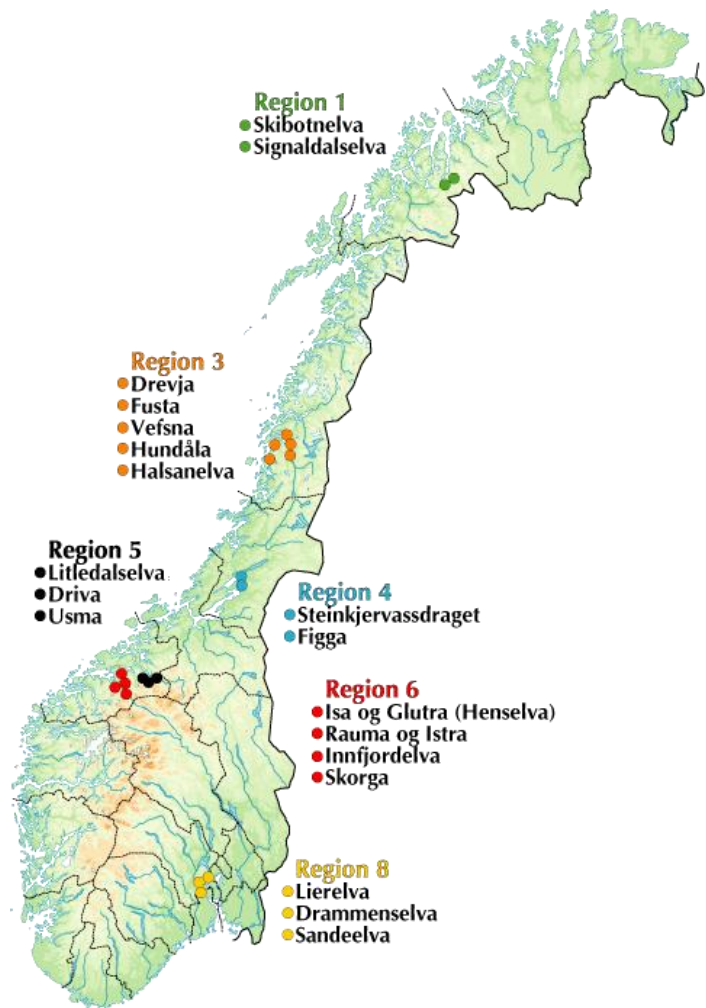 Region 1
Skibotnelva
Signaldalselva
Region 3
Drevja
Fusta
Vefsna
Hundåla
Halsanelva
Region 5
Litledalselva
Driva
Usma
Region 4
Steinkjervassdraget
Figga
Region 6
Isa og Glutra (Henselva)
Rauma og Istra
Innfjordelva
Skorga
Region 8
Lierelva
Drammenselva
Sandeelva